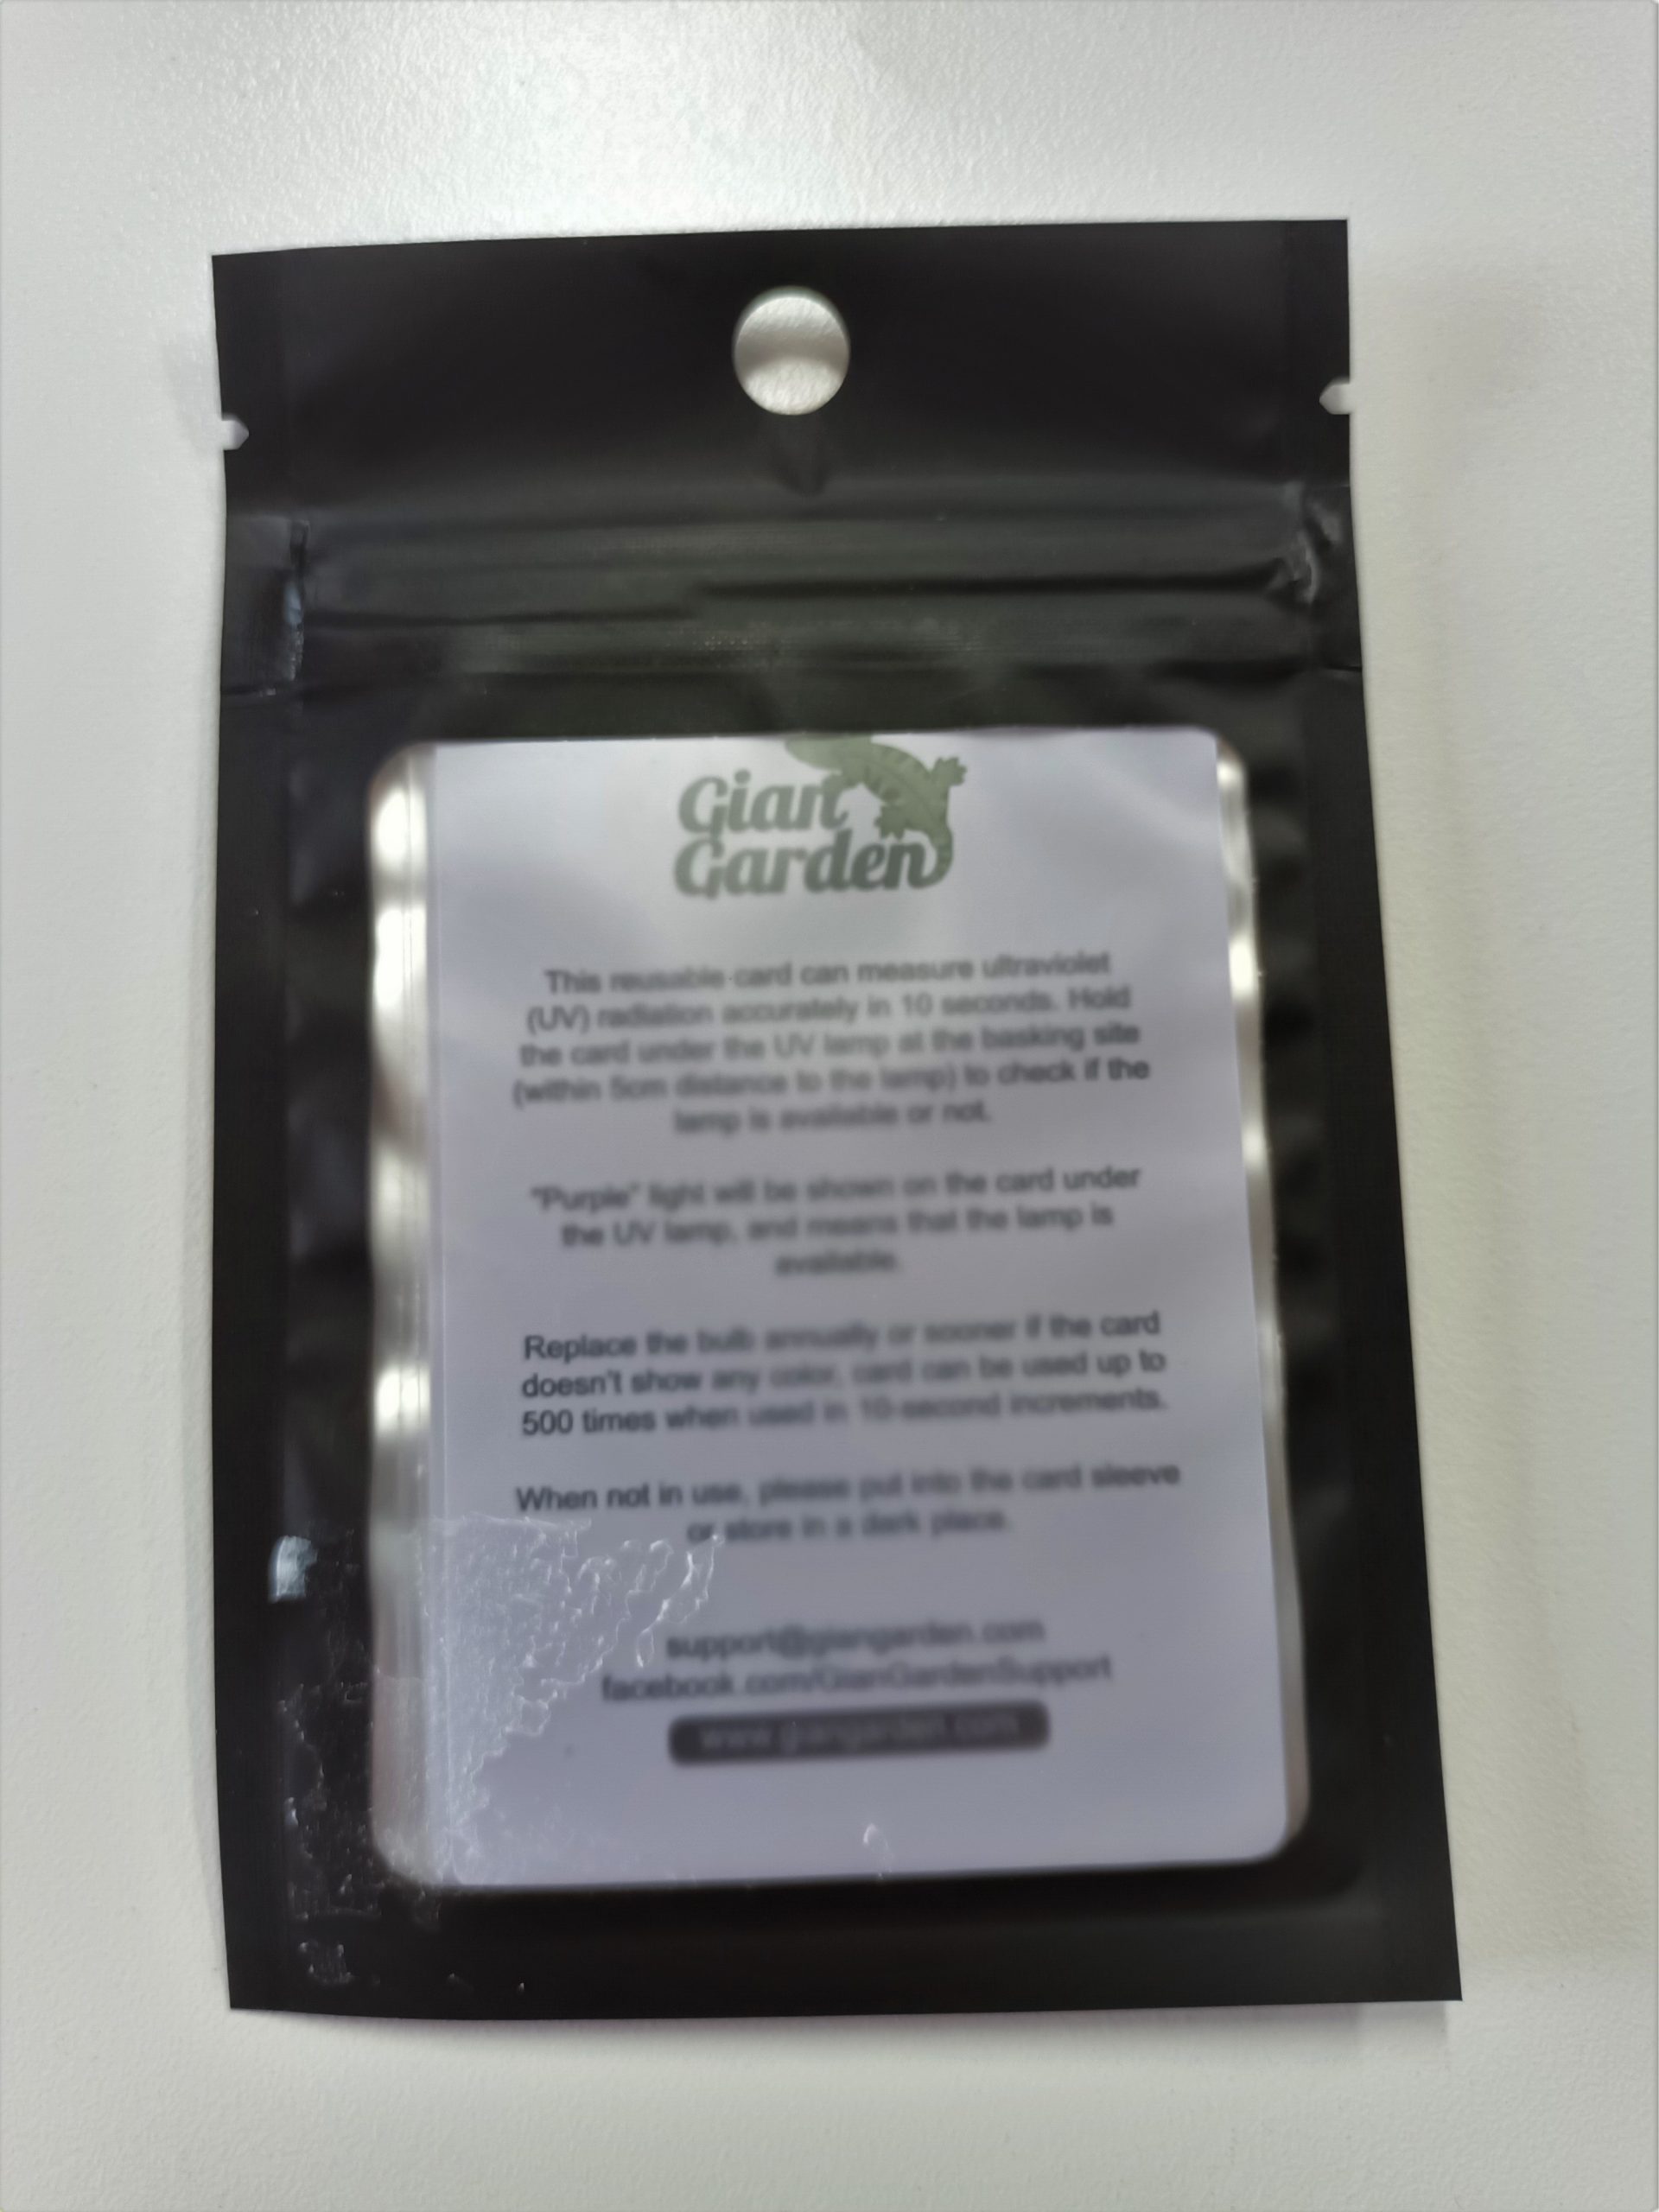 Gian
Garden
This reusable-card can measure ultraviolet
(UV) radiation accurately in 10 seconds. Hold
the card under the UV lamp at the basking site
(within 5cm distance to the lamp) to check if the
lamp is available or not.
"Purple" light will be shown on the card under
the UV lamp, and means that the lamp is
available.
Replace the bulb annually or sooner if the card
doesn't show any color, card can be used up to
500 times when used in 10-second increments.
When not in use, please put into the card sleeve
or store in a dark place.
support@giangarden.com
facebook.com/GianGardenSupport
www.giangarden.com